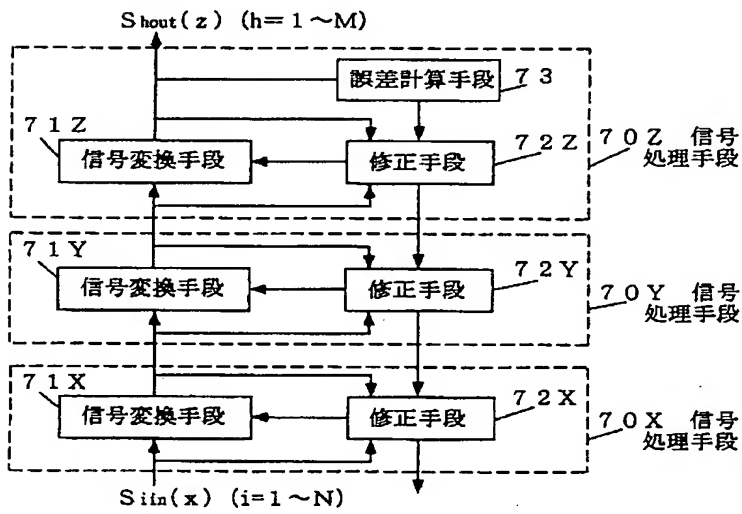 Shout(z) (h=1~M)
誤差計算手段
73
71Z
信号変換手段
修正手段
72Z
70Z 信号
処理手段
71Y
信号変換手段
修正手段
72Y
70Y 信号
処理手段
71X
信号変換手段
修正手段
72X
70X 信号
処理手段
Siin(x) (i=1~N)